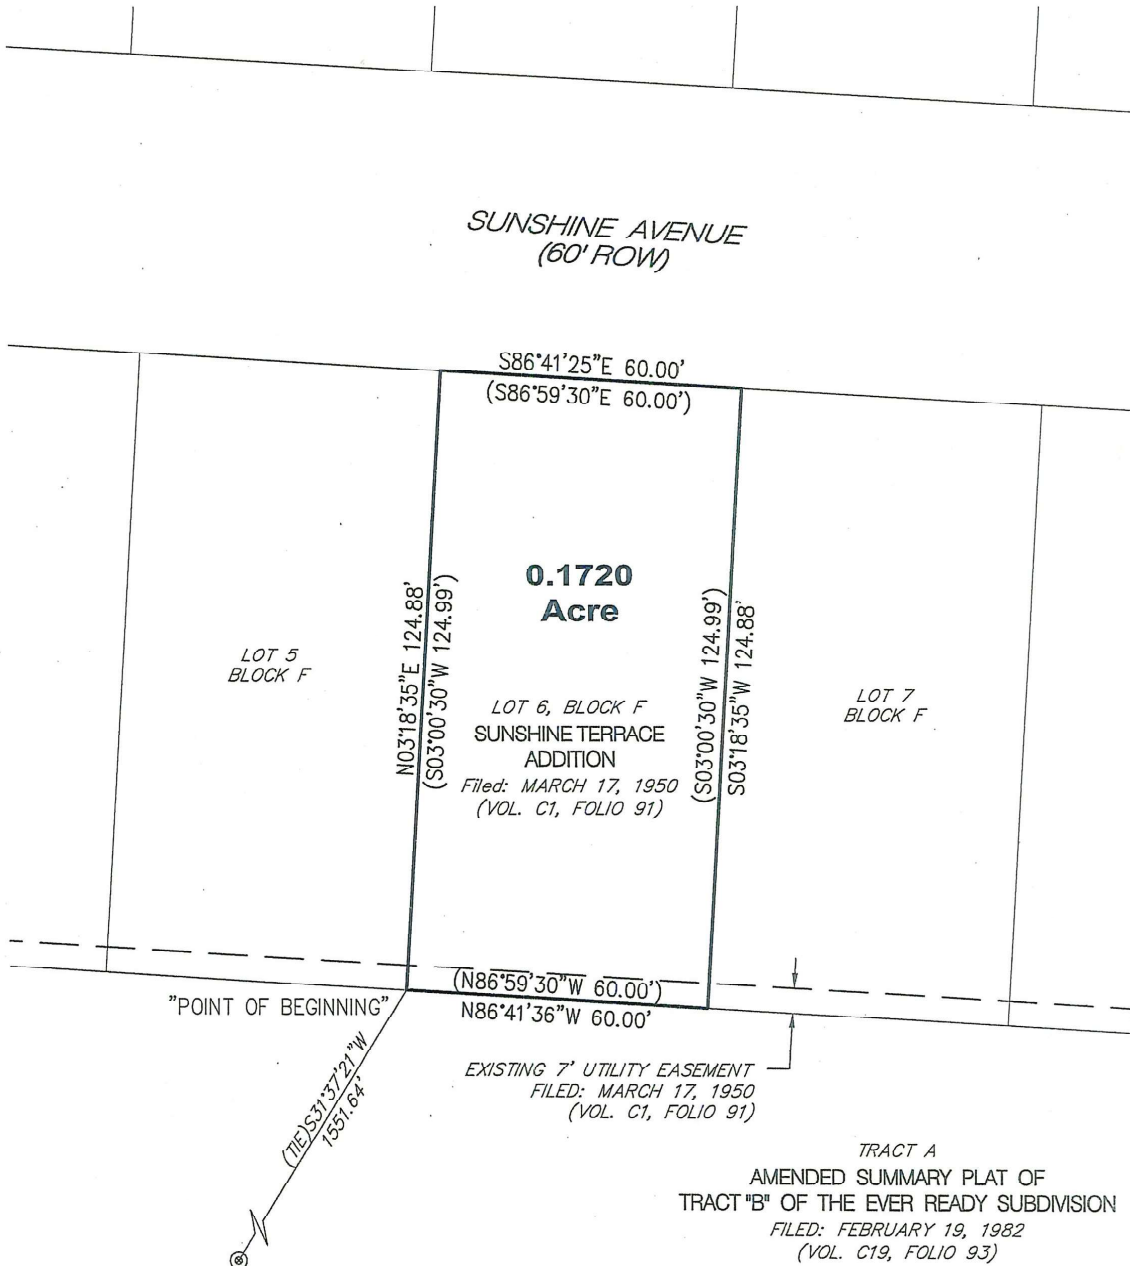 SUNSHINE AVENUE
(60' ROW)
S86°41'25"E 60.00'
(S86°59'30"E 60.00')
0.1720
Acre
N03°18'35"E 124.88'
(S03°00'30"W 124.99')
(S03°00'30"W 124.99')
S03°18'35"W 124.88'
LOT 5
BLOCK F
LOT 6, BLOCK F
SUNSHINE TERRACE
ADDITION
Filed: MARCH 17, 1950
(VOL. C1, FOLIO 91)
LOT 7
BLOCK F
(N86°59'30"W 60.00')
N86°41'36"W 60.00'
"POINT OF BEGINNING"
(TIE)S31°37'21"W
1551.64'
EXISTING 7' UTILITY EASEMENT
FILED: MARCH 17, 1950
(VOL. C1, FOLIO 91)
TRACT A
AMENDED SUMMARY PLAT OF
TRACT "B" OF THE EVER READY SUBDIVISION
FILED: FEBRUARY 19, 1982
(VOL. C19, FOLIO 93)